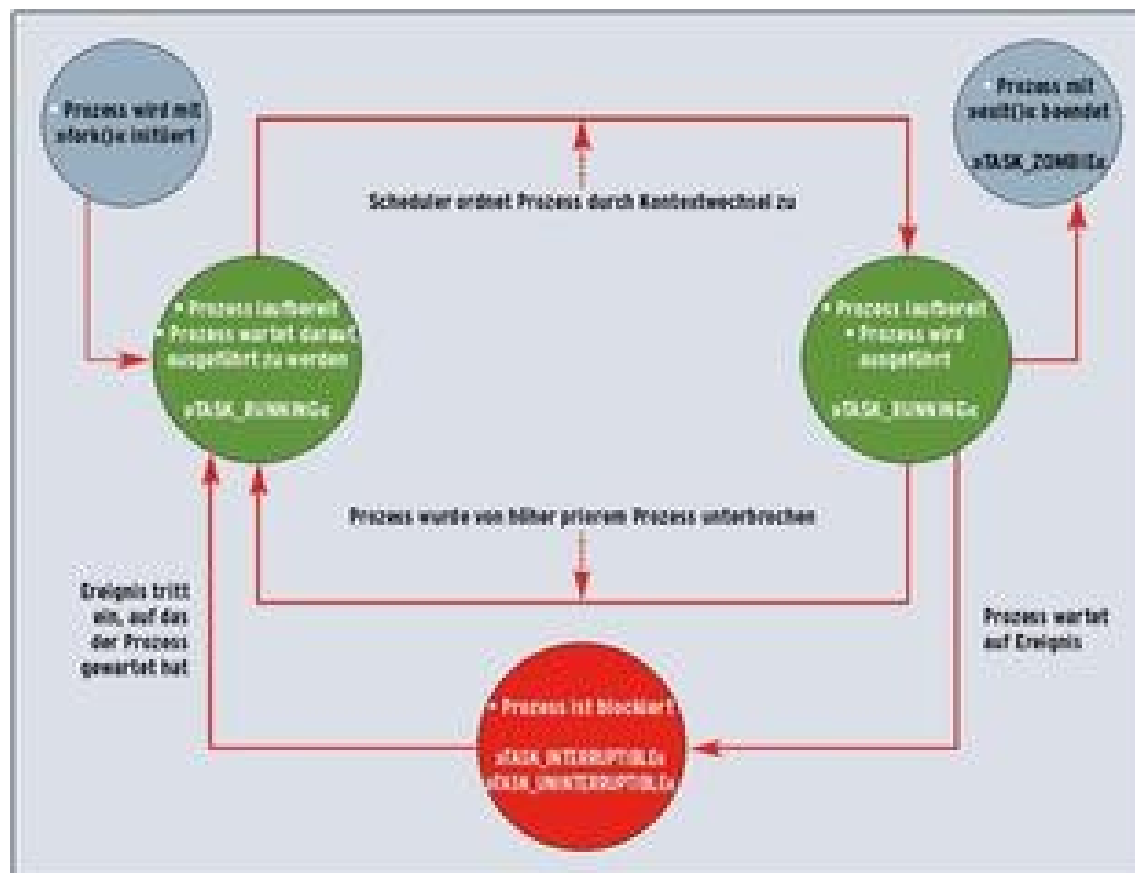 • Prozess wird mit
»fork()« initiiert
• Prozess mit
»exit()« beendet
»TASK_ZOMBIE«
Scheduler ordnet Prozess durch Kontextwechsel zu
• Prozess laufbereit
• Prozess wartet darauf,
ausgeführt zu werden
»TASK_RUNNING«
• Prozess laufbereit
• Prozess wird
ausgeführt
»TASK_RUNNING«
Prozess wurde von höher priorem Prozess unterbrochen
Ereignis tritt
ein, auf das
der Prozess
gewartet hat
Prozess wartet
auf Ereignis
• Prozess ist blockiert
»TASK_INTERRUPTIBLE«
»TASK_UNINTERRUPTIBLE«